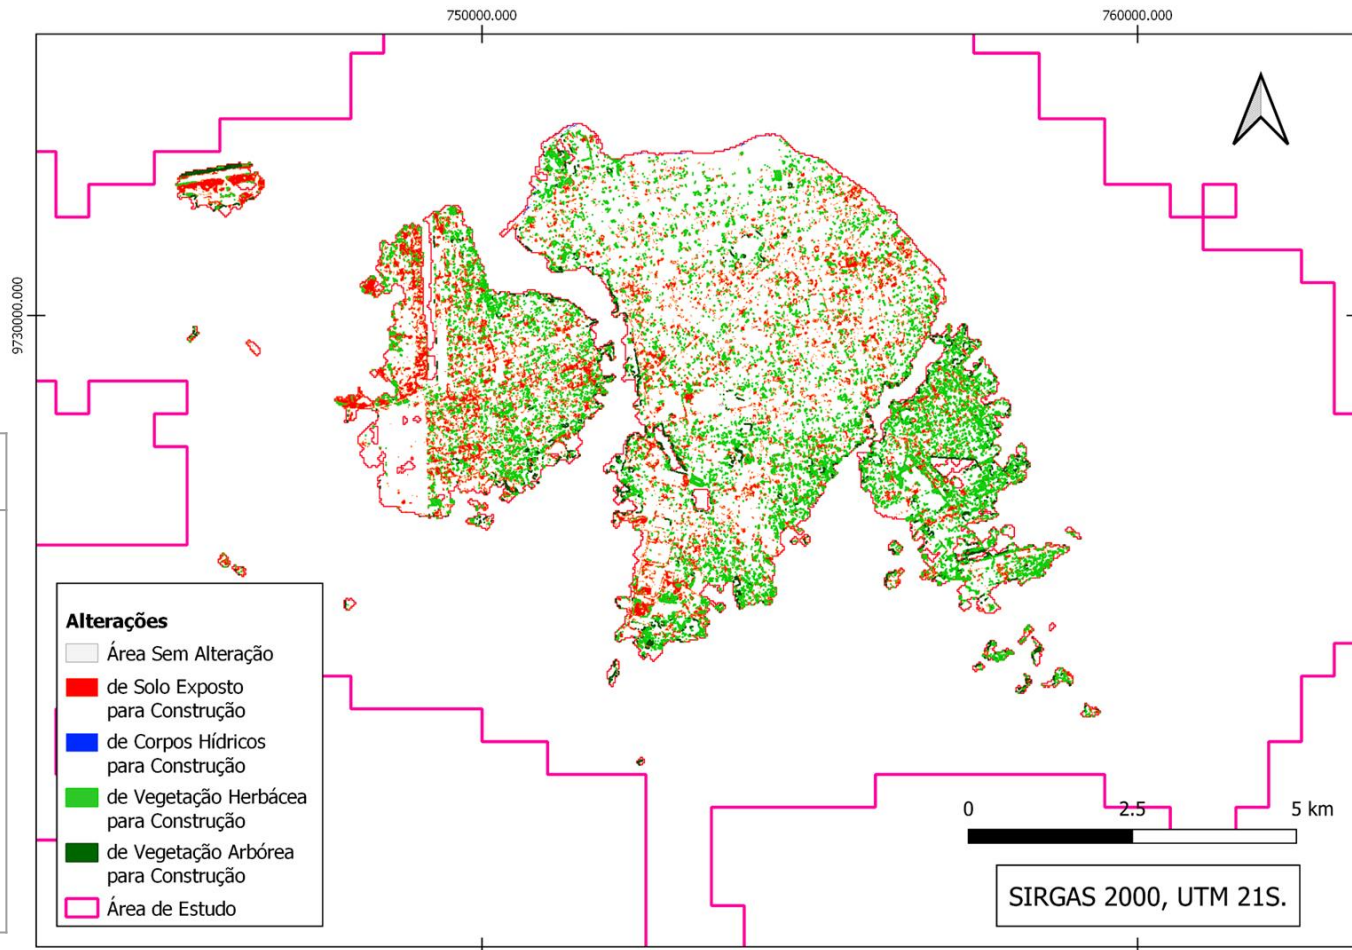 750000.000
760000.000
9730000.000
Alterações
Área Sem Alteração
de Solo Exposto
para Construção
de Corpos Hídricos
para Construção
de Vegetação Herbácea
para Construção
de Vegetação Arbórea
para Construção
Área de Estudo
0 2.5 5 km
SIRGAS 2000, UTM 21S.